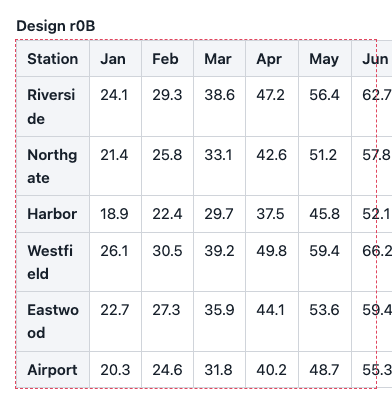 Design r0B
Station Jan Feb Mar Apr May Jun
Riversi 24.1 29.3 38.6 47.2 56.4 62.7
de
Northg 21.4 25.8 33.1 42.6 51.2 57.8
ate
Harbor 18.9 22.4 29.7 37.5 45.8 52.1
Westfi 26.1 30.5 39.2 49.8 59.4 66.2
eld
Eastwo 22.7 27.3 35.9 44.1 53.6 59.4
od
Airport 20.3 24.6 31.8 40.2 48.7 55.3